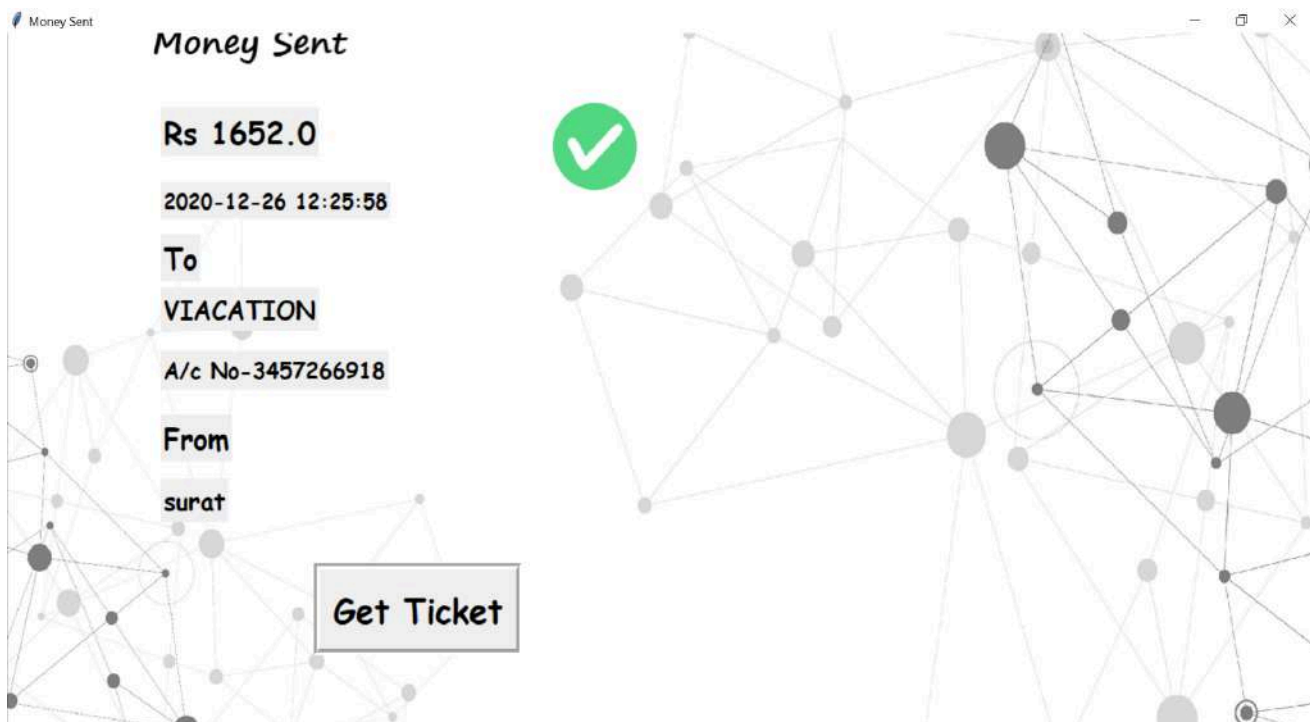 Money Sent
Money Sent
Rs 1652.0
2020-12-26 12:25:58
To
VIACATION
A/c No-3457266918
From
surat
Get Ticket